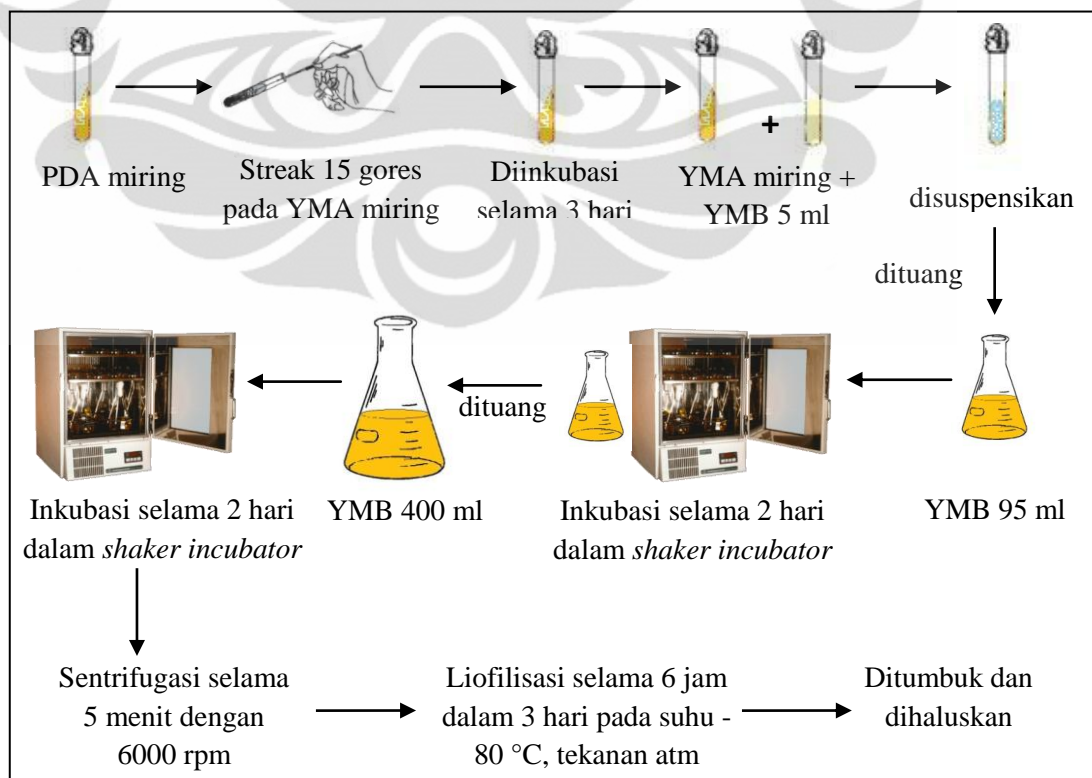 PDA miring
Streak 15 gores
pada YMA miring
Diinkubasi
selama 3 hari
+
YMA miring +
YMB 5 ml
disuspensikan
dituang
YMB 95 ml
Inkubasi selama 2 hari
dalam shaker incubator
dituang
YMB 400 ml
Inkubasi selama 2 hari
dalam shaker incubator
Sentrifugasi selama
5 menit dengan
6000 rpm
Liofilisasi selama 6 jam
dalam 3 hari pada suhu -
80 °C, tekanan atm
Ditumbuk dan
dihaluskan